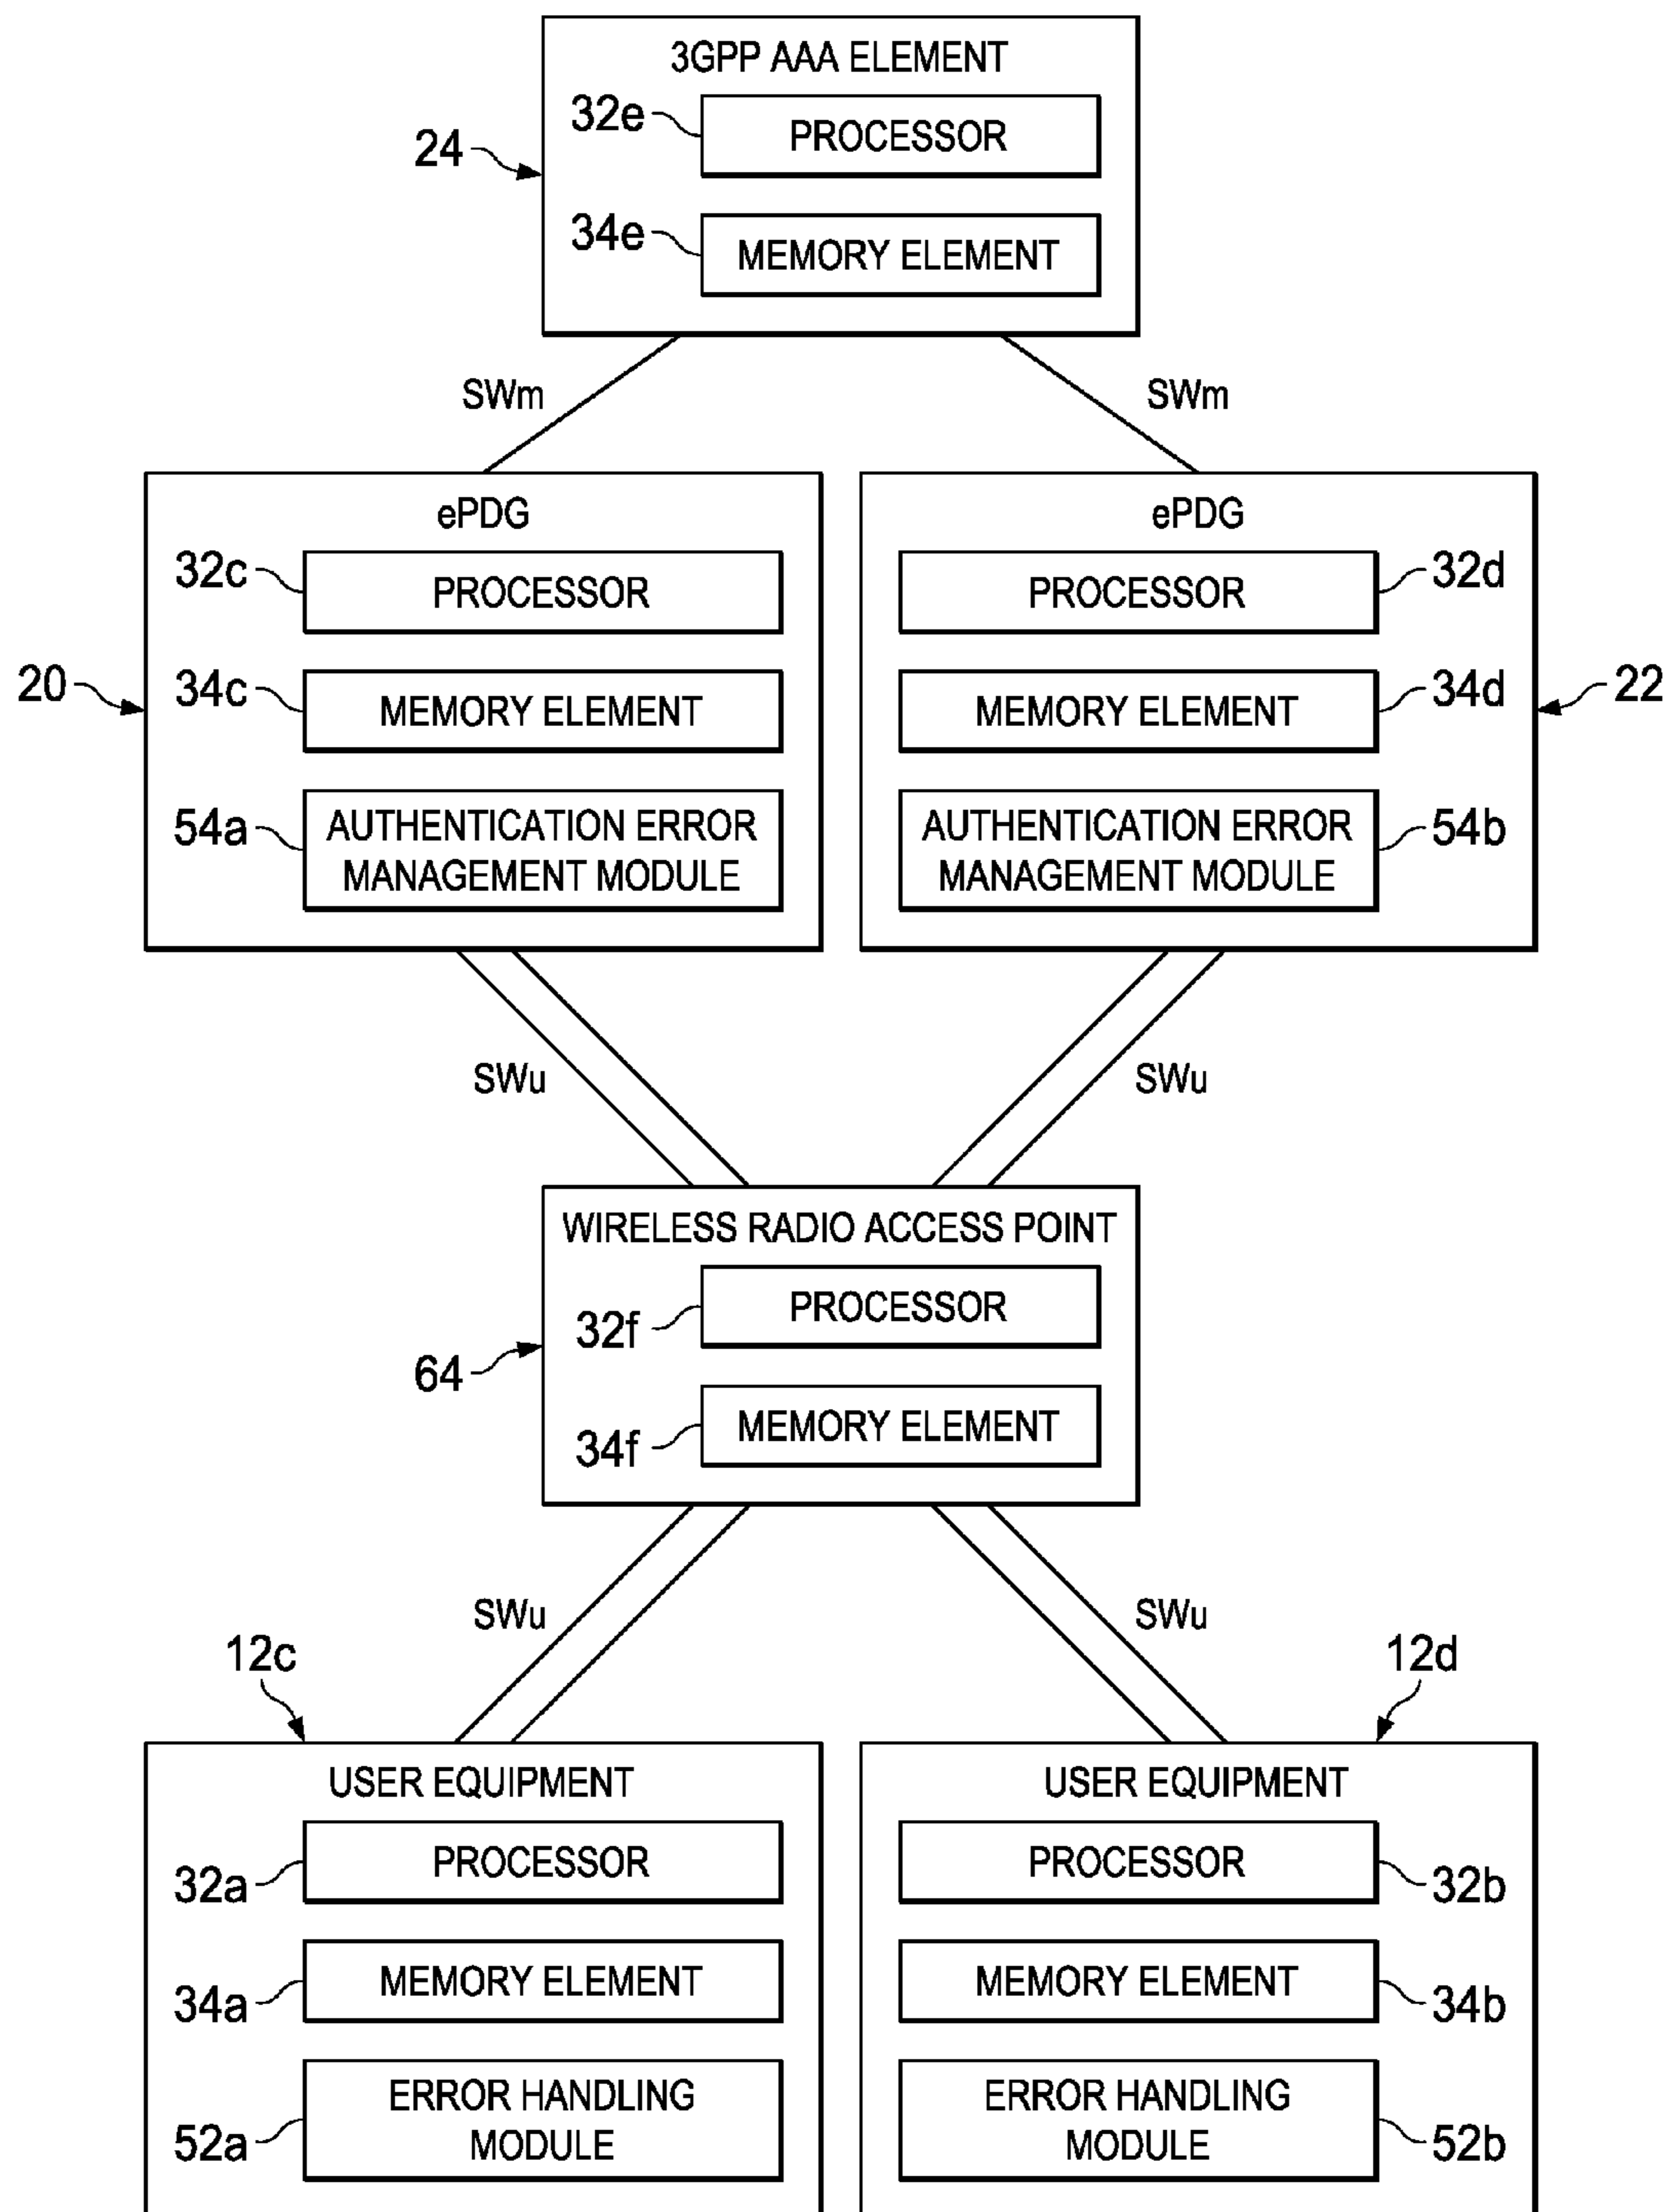 3GPP AAA ELEMENT
32e
PROCESSOR
24
34e
MEMORY ELEMENT
SWm
SWm
ePDG
ePDG
32c
PROCESSOR
PROCESSOR
32d
20
34c
MEMORY ELEMENT
MEMORY ELEMENT
34d
22
54a
AUTHENTICATION ERROR
MANAGEMENT MODULE
AUTHENTICATION ERROR
MANAGEMENT MODULE
54b
SWu
SWu
WIRELESS RADIO ACCESS POINT
PROCESSOR
32f
64
MEMORY ELEMENT
34f
SWu
SWu
12c
12d
USER EQUIPMENT
USER EQUIPMENT
32a
PROCESSOR
PROCESSOR
32b
34a
MEMORY ELEMENT
MEMORY ELEMENT
34b
52a
ERROR HANDLING
MODULE
ERROR HANDLING
MODULE
52b